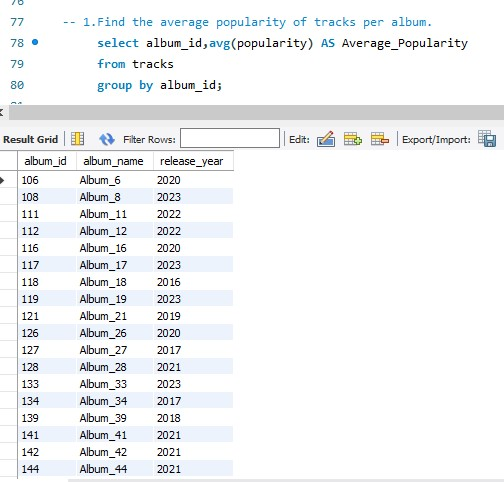 77 -- 1.Find the average popularity of tracks per album.
78 select album_id,avg(popularity) AS Average_Popularity
79 from tracks
80 group by album_id;
Result Grid Filter Rows: Edit: Export/Import:
album_id album_name release_year
106 Album_6 2020
108 Album_8 2023
111 Album_11 2022
112 Album_12 2022
116 Album_16 2020
117 Album_17 2023
118 Album_18 2016
119 Album_19 2023
121 Album_21 2019
126 Album_26 2020
127 Album_27 2017
128 Album_28 2021
133 Album_33 2023
134 Album_34 2017
139 Album_39 2018
141 Album_41 2021
142 Album_42 2021
144 Album_44 2021